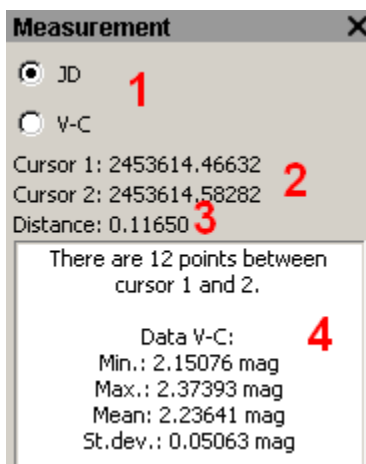 Measurement
JD
1
V-C
Cursor 1: 2453614.46632
Cursor 2: 2453614.58282
2
Distance: 0.11650
3
There are 12 points between
cursor 1 and 2.
Data V-C:
4
Min.: 2.15076 mag
Max.: 2.37393 mag
Mean: 2.23641 mag
St.dev.: 0.05063 mag